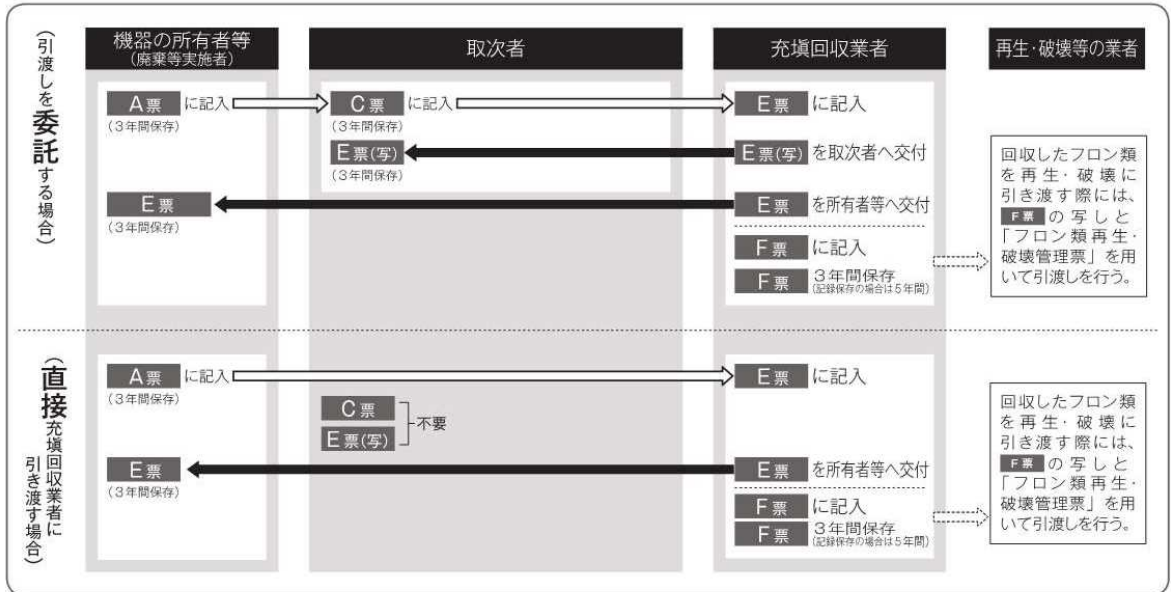 機器の所有者等
(廃棄等実施者)
取次者
充塡回収業者
再生・破壊等の業者
(引渡しを委託する場合)
A票 に記入
(3年間保存)
C票 に記入
(3年間保存)
E票 に記入
E票(写)
(3年間保存)
E票(写) を取次者へ交付
E票
(3年間保存)
E票 を所有者等へ交付
F票 に記入
F票 3年間保存
(記録保存の場合は5年間)
回収したフロン類
を再生・破壊に
引き渡す際には、
F票 の写しと
「フロン類再生・
破壊管理票」を用
いて引渡しを行う。
(直接充塡回収業者に
引き渡す場合)
A票 に記入
(3年間保存)
E票 に記入
C票
E票(写)
不要
E票
(3年間保存)
E票 を所有者等へ交付
F票 に記入
F票 3年間保存
(記録保存の場合は5年間)
回収したフロン類
を再生・破壊に
引き渡す際には、
F票 の写しと
「フロン類再生・
破壊管理票」を用
いて引渡しを行う。